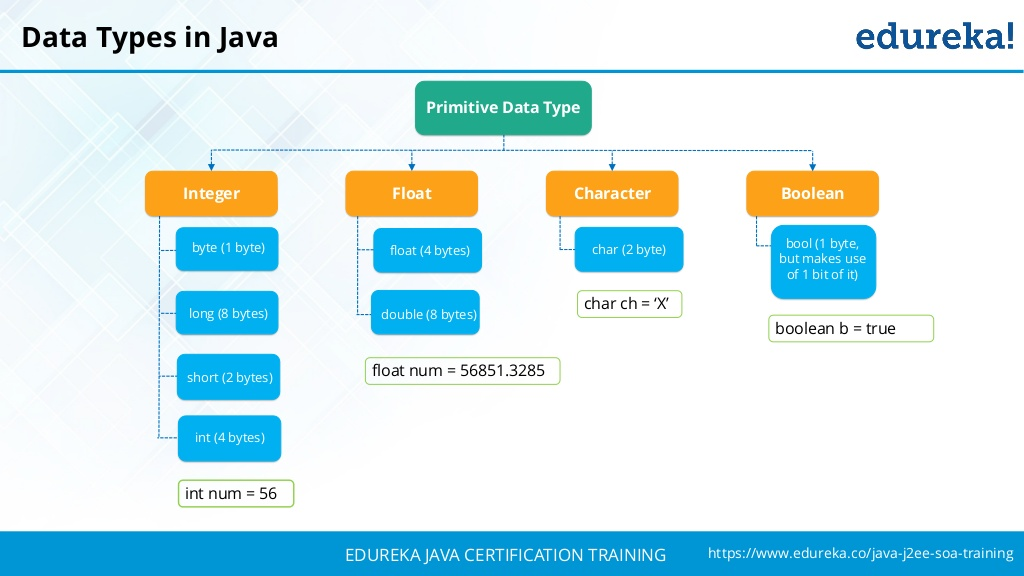 Data Types in Java
edureka!
Primitive Data Type
Integer
Float
Character
Boolean
byte (1 byte)
long (8 bytes)
short (2 bytes)
int (4 bytes)
int num = 56
float (4 bytes)
double (8 bytes)
float num = 56851.3285
char (2 byte)
char ch = ‘X’
bool (1 byte,
but makes use
of 1 bit of it)
boolean b = true
EDUREKA JAVA CERTIFICATION TRAINING
https://www.edureka.co/java-j2ee-soa-training